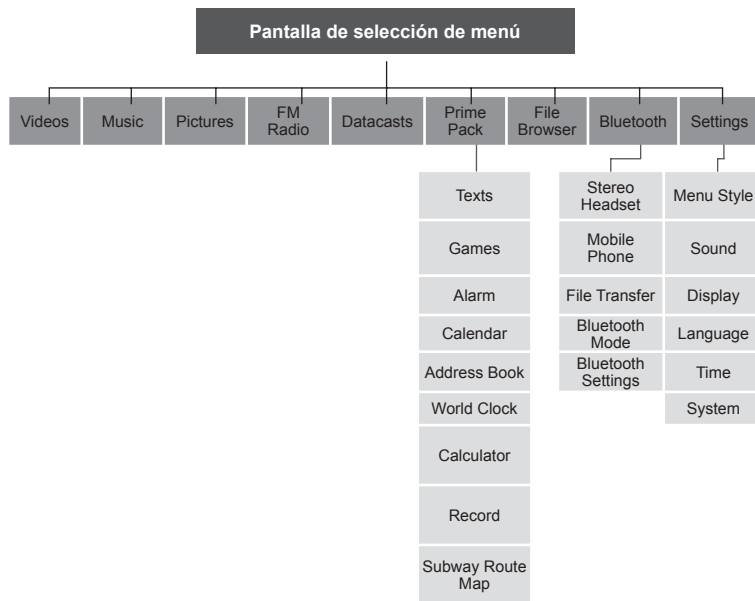 Pantalla de selección de menú
Videos
Music
Pictures
FM
Radio
Datacasts
Prime
Pack
File
Browser
Bluetooth
Settings
Texts
Games
Alarm
Calendar
Address Book
World Clock
Calculator
Record
Subway Route
Map
Stereo
Headset
Mobile
Phone
File Transfer
Bluetooth
Mode
Bluetooth
Settings
Menu Style
Sound
Display
Language
Time
System